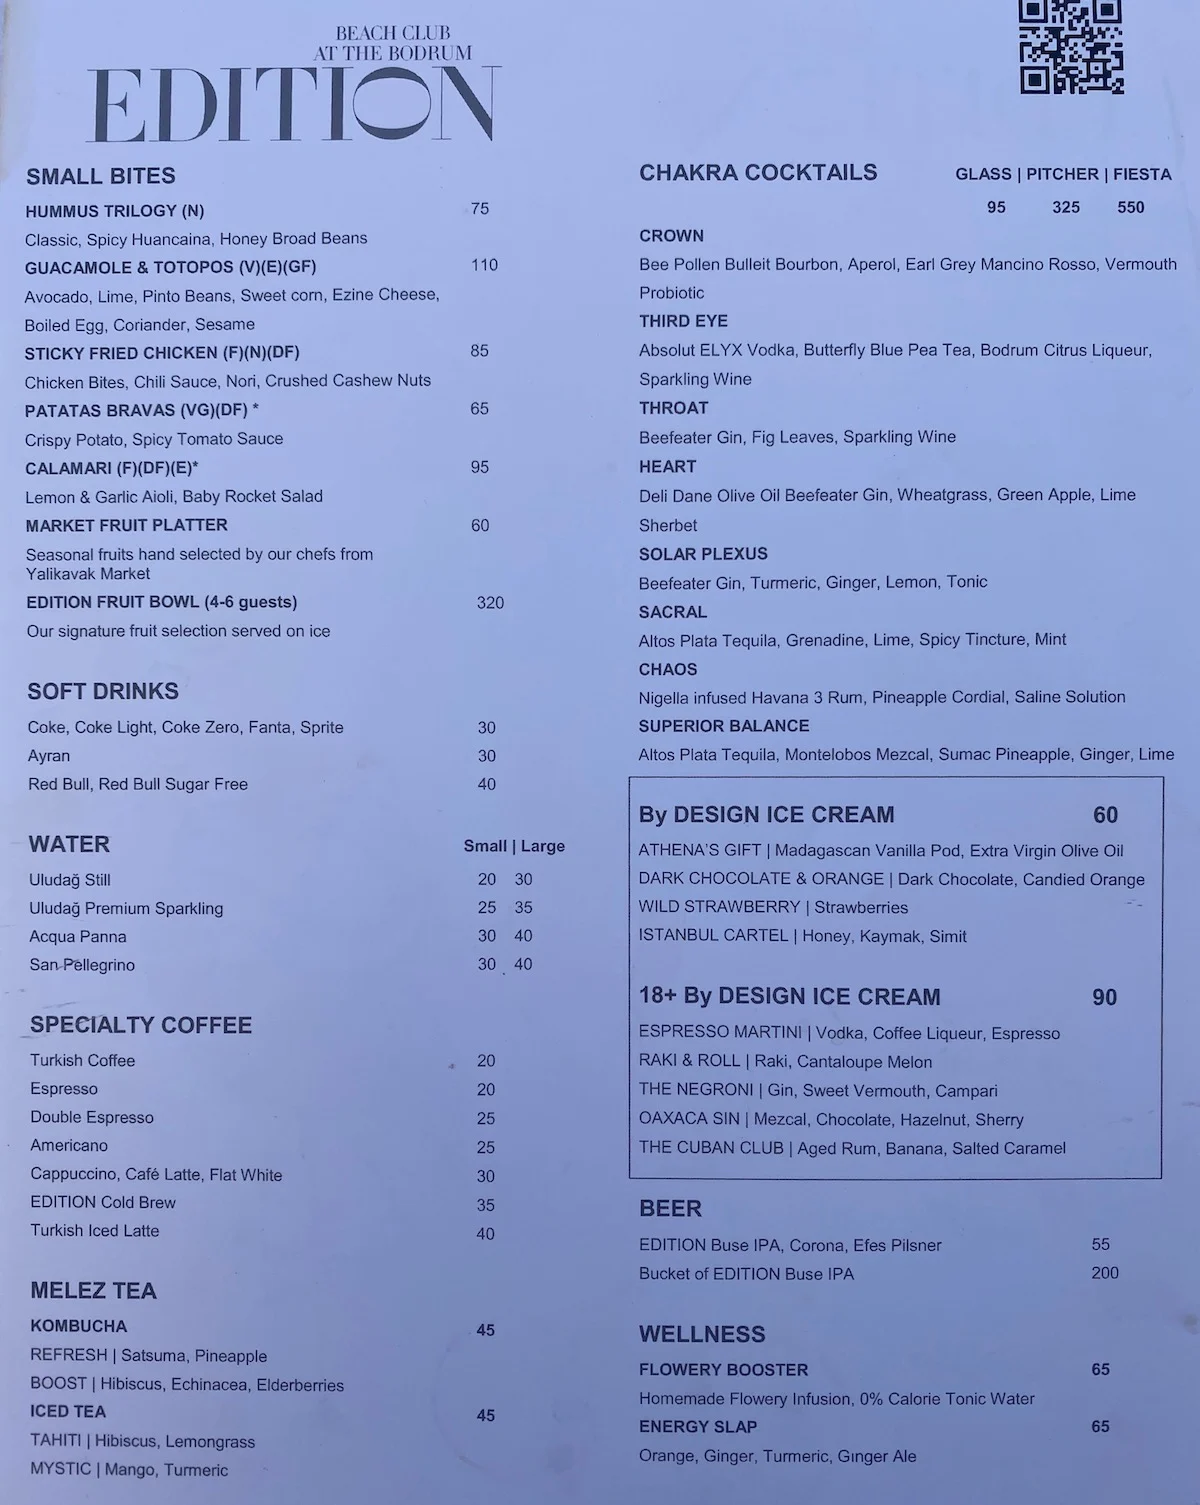 BEACH CLUB
AT THE BODRUM
EDITION
SMALL BITES
HUMMUS TRILOGY (N) 75
Classic, Spicy Huancaina, Honey Broad Beans
GUACAMOLE & TOTOPOS (V)(E)(GF) 110
Avocado, Lime, Pinto Beans, Sweet corn, Ezine Cheese,
Boiled Egg, Coriander, Sesame
STICKY FRIED CHICKEN (F)(N)(DF) 85
Chicken Bites, Chili Sauce, Nori, Crushed Cashew Nuts
PATATAS BRAVAS (VG)(DF) * 65
Crispy Potato, Spicy Tomato Sauce
CALAMARI (F)(DF)(E)* 95
Lemon & Garlic Aioli, Baby Rocket Salad
MARKET FRUIT PLATTER 60
Seasonal fruits hand selected by our chefs from
Yalikavak Market
EDITION FRUIT BOWL (4-6 guests) 320
Our signature fruit selection served on ice
SOFT DRINKS
Coke, Coke Light, Coke Zero, Fanta, Sprite 30
Ayran 30
Red Bull, Red Bull Sugar Free 40
WATER Small | Large
Uludağ Still 20 30
Uludağ Premium Sparkling 25 35
Acqua Panna 30 40
San Pellegrino 30 40
SPECIALTY COFFEE
Turkish Coffee 20
Espresso 20
Double Espresso 25
Americano 25
Cappuccino, Café Latte, Flat White 30
EDITION Cold Brew 35
Turkish Iced Latte 40
MELEZ TEA
KOMBUCHA 45
REFRESH | Satsuma, Pineapple
BOOST | Hibiscus, Echinacea, Elderberries
ICED TEA 45
TAHITI | Hibiscus, Lemongrass
MYSTIC | Mango, Turmeric
CHAKRA COCKTAILS GLASS | PITCHER | FIESTA
95 325 550
CROWN
Bee Pollen Bulleit Bourbon, Aperol, Earl Grey Mancino Rosso, Vermouth
Probiotic
THIRD EYE
Absolut ELYX Vodka, Butterfly Blue Pea Tea, Bodrum Citrus Liqueur,
Sparkling Wine
THROAT
Beefeater Gin, Fig Leaves, Sparkling Wine
HEART
Deli Dane Olive Oil Beefeater Gin, Wheatgrass, Green Apple, Lime
Sherbet
SOLAR PLEXUS
Beefeater Gin, Turmeric, Ginger, Lemon, Tonic
SACRAL
Altos Plata Tequila, Grenadine, Lime, Spicy Tincture, Mint
CHAOS
Nigella infused Havana 3 Rum, Pineapple Cordial, Saline Solution
SUPERIOR BALANCE
Altos Plata Tequila, Montelobos Mezcal, Sumac Pineapple, Ginger, Lime
By DESIGN ICE CREAM 60
ATHENA'S GIFT | Madagascan Vanilla Pod, Extra Virgin Olive Oil
DARK CHOCOLATE & ORANGE | Dark Chocolate, Candied Orange
WILD STRAWBERRY | Strawberries
ISTANBUL CARTEL | Honey, Kaymak, Simit
18+ By DESIGN ICE CREAM 90
ESPRESSO MARTINI | Vodka, Coffee Liqueur, Espresso
RAKI & ROLL | Raki, Cantaloupe Melon
THE NEGRONI | Gin, Sweet Vermouth, Campari
OAXACA SIN | Mezcal, Chocolate, Hazelnut, Sherry
THE CUBAN CLUB | Aged Rum, Banana, Salted Caramel
BEER
EDITION Buse IPA, Corona, Efes Pilsner 55
Bucket of EDITION Buse IPA 200
WELLNESS
FLOWERY BOOSTER 65
Homemade Flowery Infusion, 0% Calorie Tonic Water
ENERGY SLAP 65
Orange, Ginger, Turmeric, Ginger Ale